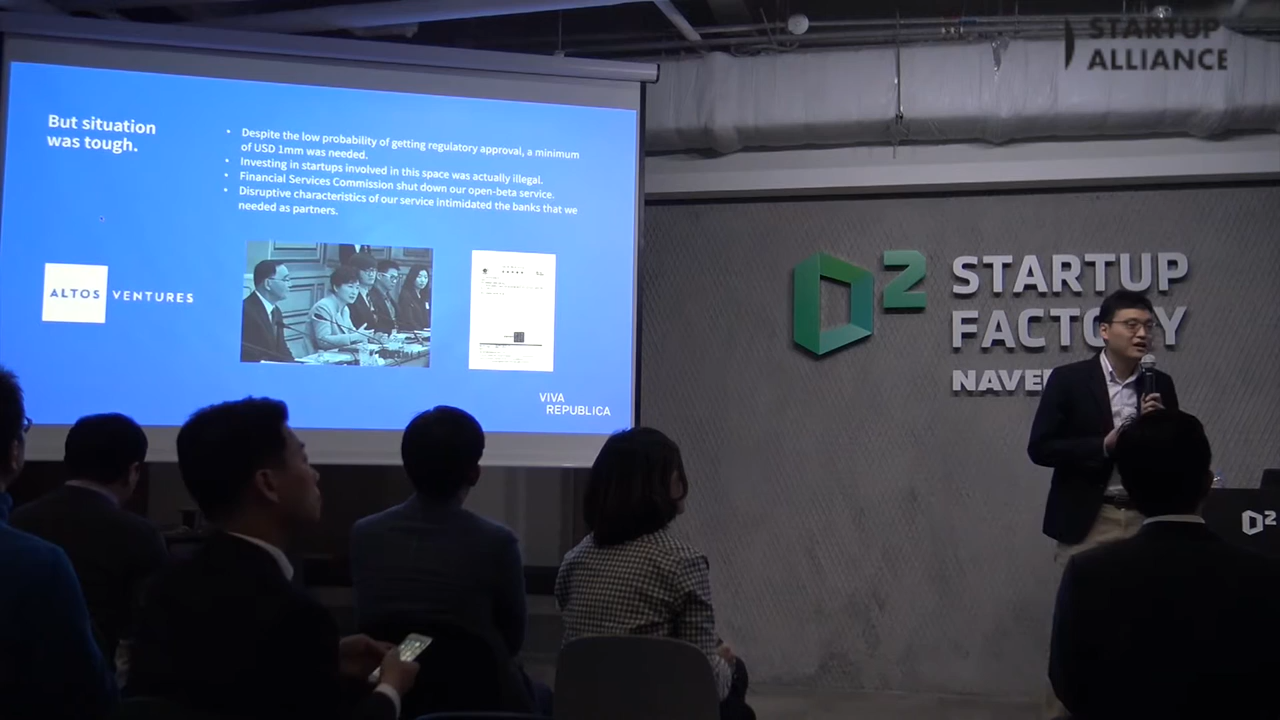 STARTUP
ALLIANCE
But situation
was tough.
• Despite the low probability of getting regulatory approval, a minimum
of USD 1mm was needed.
• Investing in startups involved in this space was actually illegal.
• Financial Services Commission shut down our open-beta service.
• Disruptive characteristics of our service intimidated the banks that we
needed as partners.
ALTOS VENTURES
VIVA
REPUBLICA
D2 STARTUP
D2